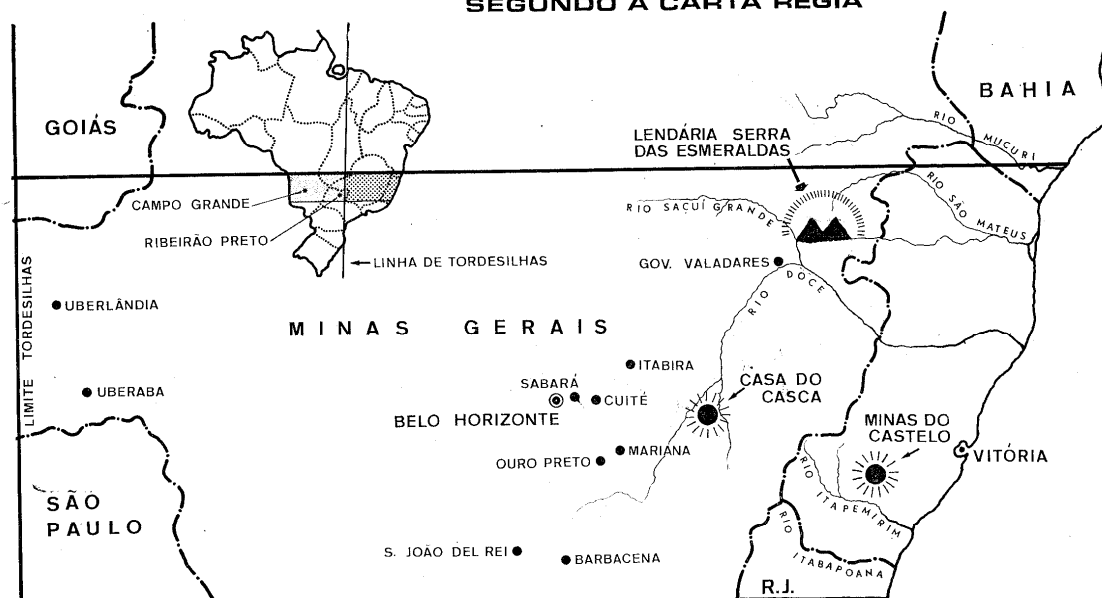 SEGUNDO A CARTA RÉGIA
BAHIA
GOIÁS
LENDÁRIA SERRA
DAS ESMERALDAS
RIO MUCURI
CAMPO GRANDE
RIO SAÇUÍ GRANDE
RIO SÃO MATEUS
RIBEIRÃO PRETO
LINHA DE TORDESILHAS
GOV. VALADARES
RIO DÔCE
LIMITE TORDESILHAS
UBERLÂNDIA
MINAS GERAIS
ITABIRA
UBERABA
SABARÁ
CUITÉ
CASA DO
CASCA
BELO HORIZONTE
MINAS DO
CASTELO
MARIANA
OURO PRETO
VITÓRIA
RIO ITAPEMIRIM
SÃO
PAULO
S. JOÃO DEL REI
BARBACENA
RIO ITABAPOANA
R.J.